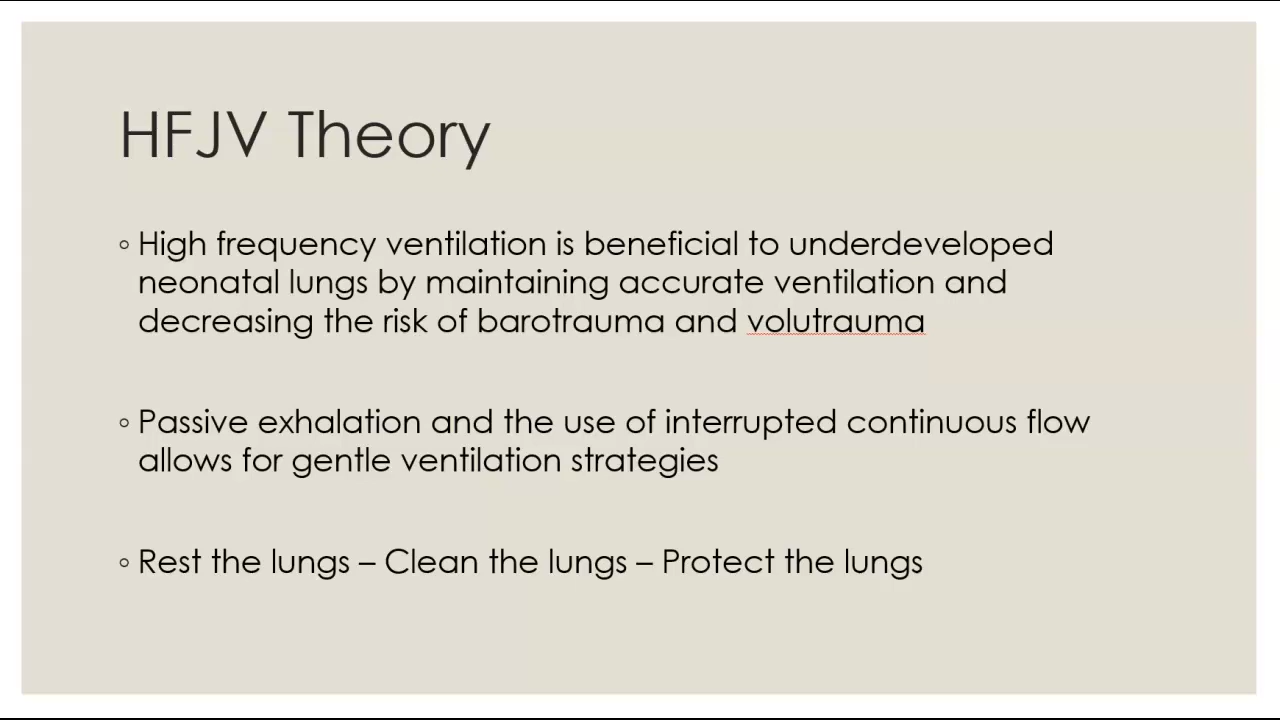 HFJV Theory
◦ High frequency ventilation is beneficial to underdeveloped
neonatal lungs by maintaining accurate ventilation and
decreasing the risk of barotrauma and volutrauma
◦ Passive exhalation and the use of interrupted continuous flow
allows for gentle ventilation strategies
◦ Rest the lungs – Clean the lungs – Protect the lungs